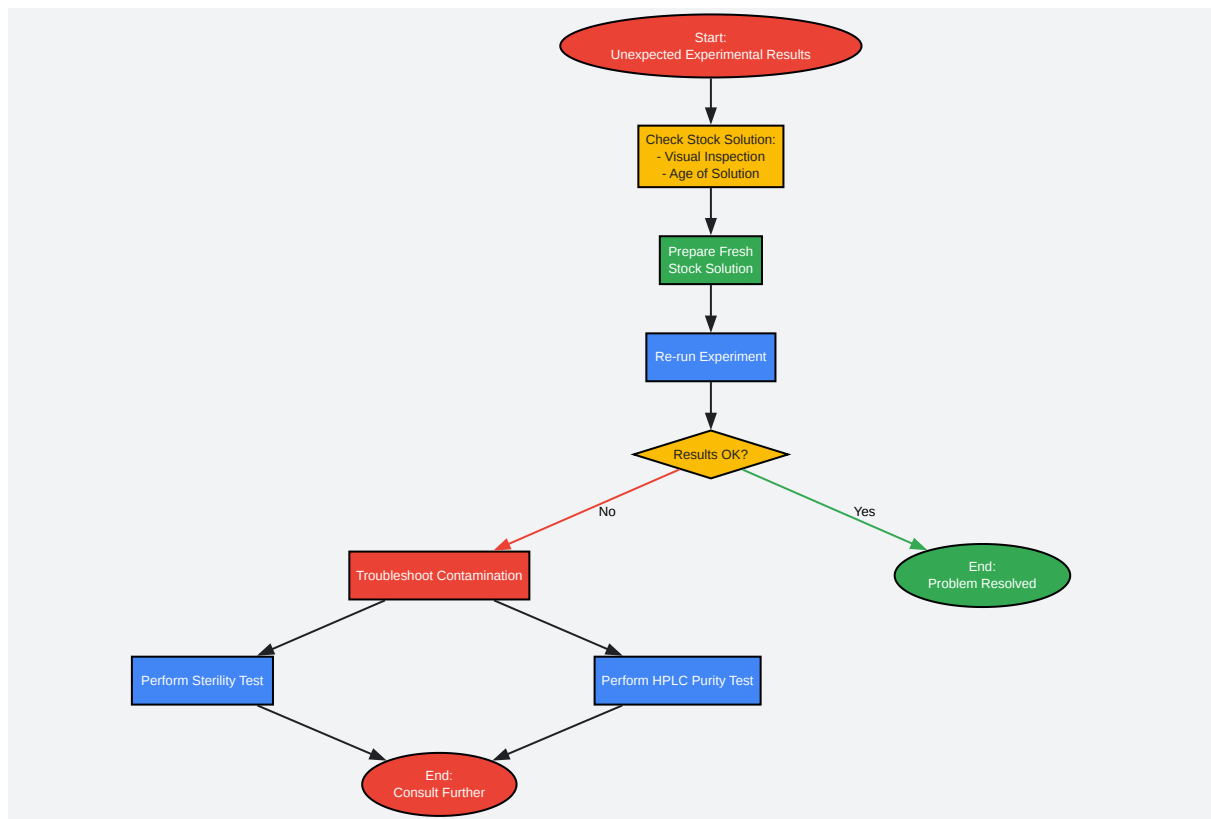 Start:
Unexpected Experimental Results
Check Stock Solution:
- Visual Inspection
- Age of Solution
Prepare Fresh
Stock Solution
Re-run Experiment
Results OK?
No
Yes
Troubleshoot Contamination
End:
Problem Resolved
Perform Sterility Test
Perform HPLC Purity Test
End:
Consult Further